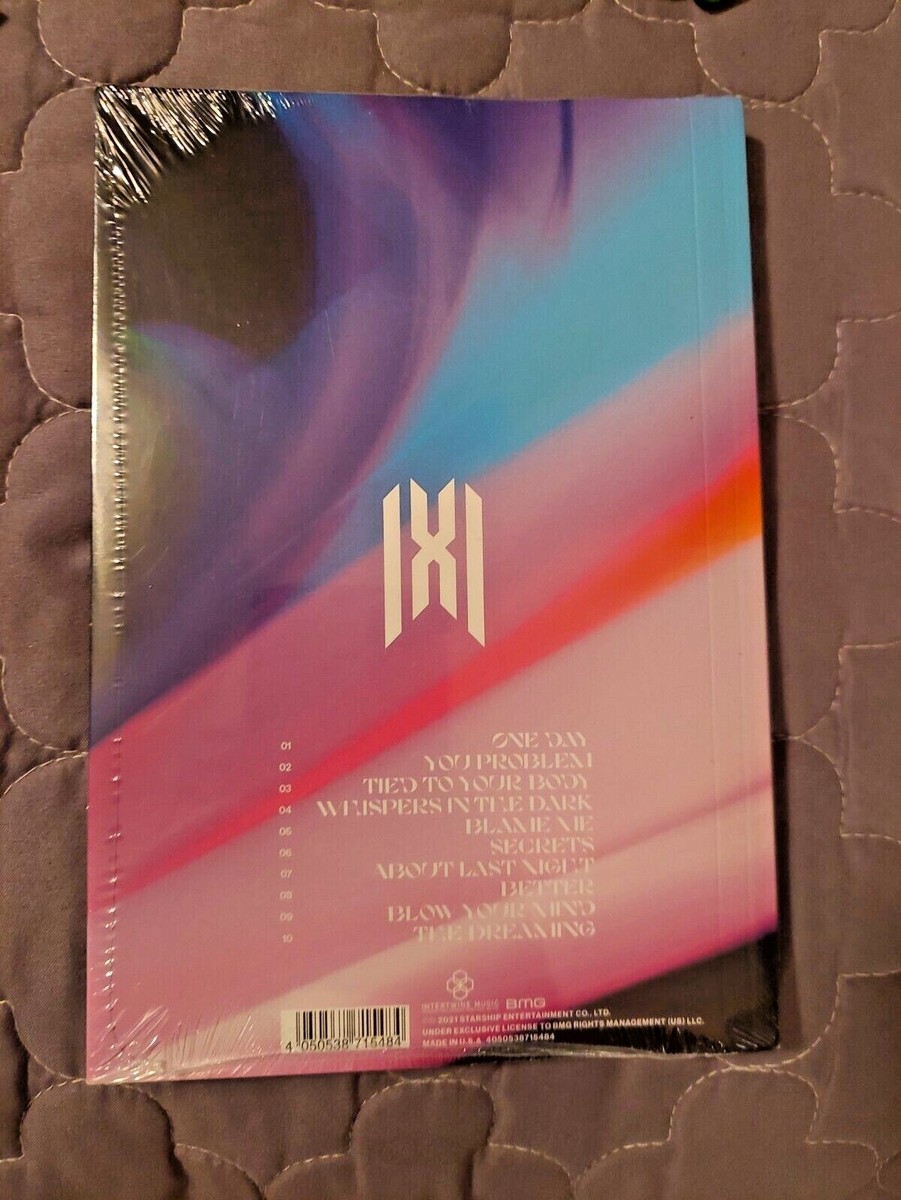 01 ONE DAY
02 YOU PROBLEM
03 TIED TO YOUR BODY
04 WHISPERS IN THE DARK
05 BLAME ME
06 SECRETS
07 ABOUT LAST NIGHT
08 BETTER
09 BLOW YOUR MIND
10 THE DREAMING
INTERTWINE MUSIC BMG
℗© 2021 STARSHIP ENTERTAINMENT CO., LTD.
UNDER EXCLUSIVE LICENSE TO BMG RIGHTS MANAGEMENT (US) LLC.
MADE IN U.S.A 4050538715484
4 050538 715484